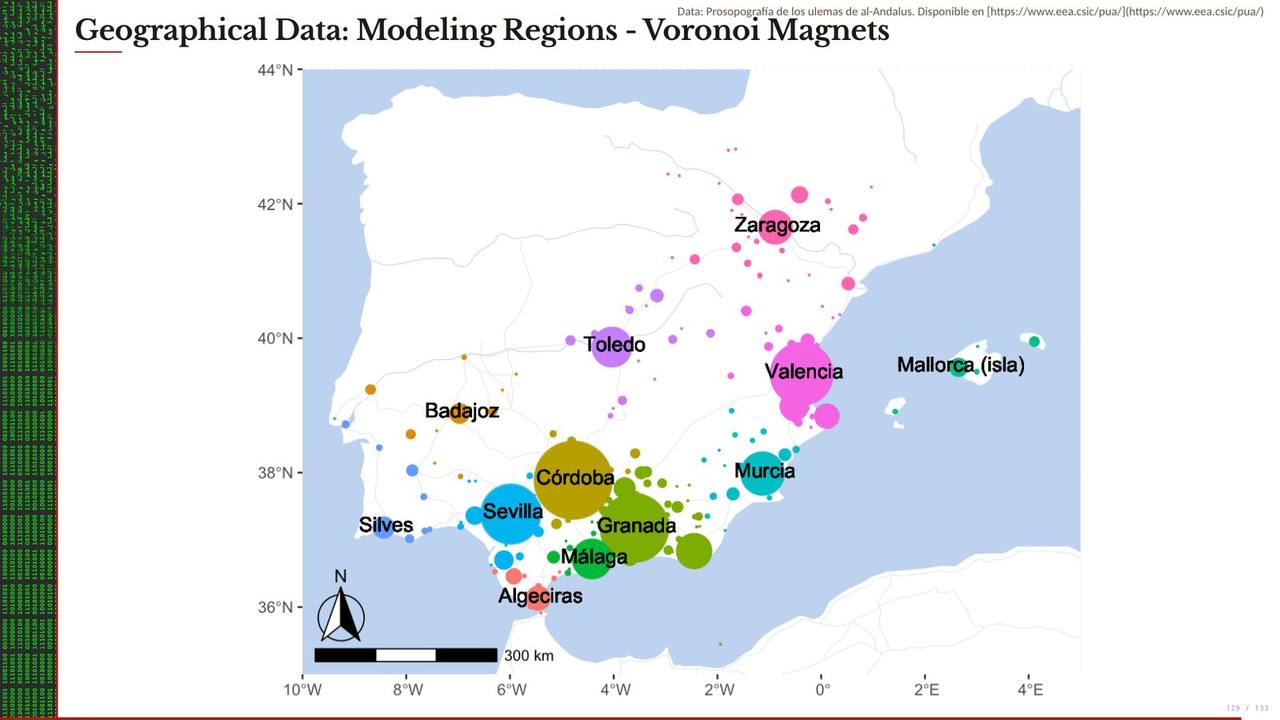 Data: Prosopografía de los ulemas de al-Andalus. Disponible en [https://www.eea.csic/pua/](https://www.eea.csic/pua/)
Geographical Data: Modeling Regions - Voronoi Magnets
44°N
42°N
40°N
38°N
36°N
Zaragoza
Toledo
Valencia
Mallorca (isla)
Badajoz
Córdoba
Murcia
Sevilla
Silves
Granada
Málaga
Algeciras
N
300 km
10°W
8°W
6°W
4°W
2°W
0°
2°E
4°E
129 / 133